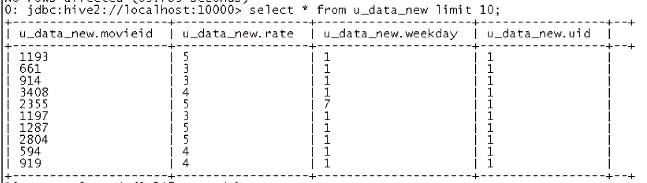 0: jdbc:hive2://localhost:10000> select * from u_data_new limit 10;
| u_data_new.movieid | u_data_new.rate | u_data_new.weekday | u_data_new.uid |
| 1193 | 5 | 1 | 1 |
| 661 | 3 | 1 | 1 |
| 914 | 3 | 1 | 1 |
| 3408 | 4 | 1 | 1 |
| 2355 | 5 | 7 | 1 |
| 1197 | 3 | 1 | 1 |
| 1287 | 5 | 1 | 1 |
| 2804 | 5 | 1 | 1 |
| 594 | 4 | 1 | 1 |
| 919 | 4 | 1 | 1 |